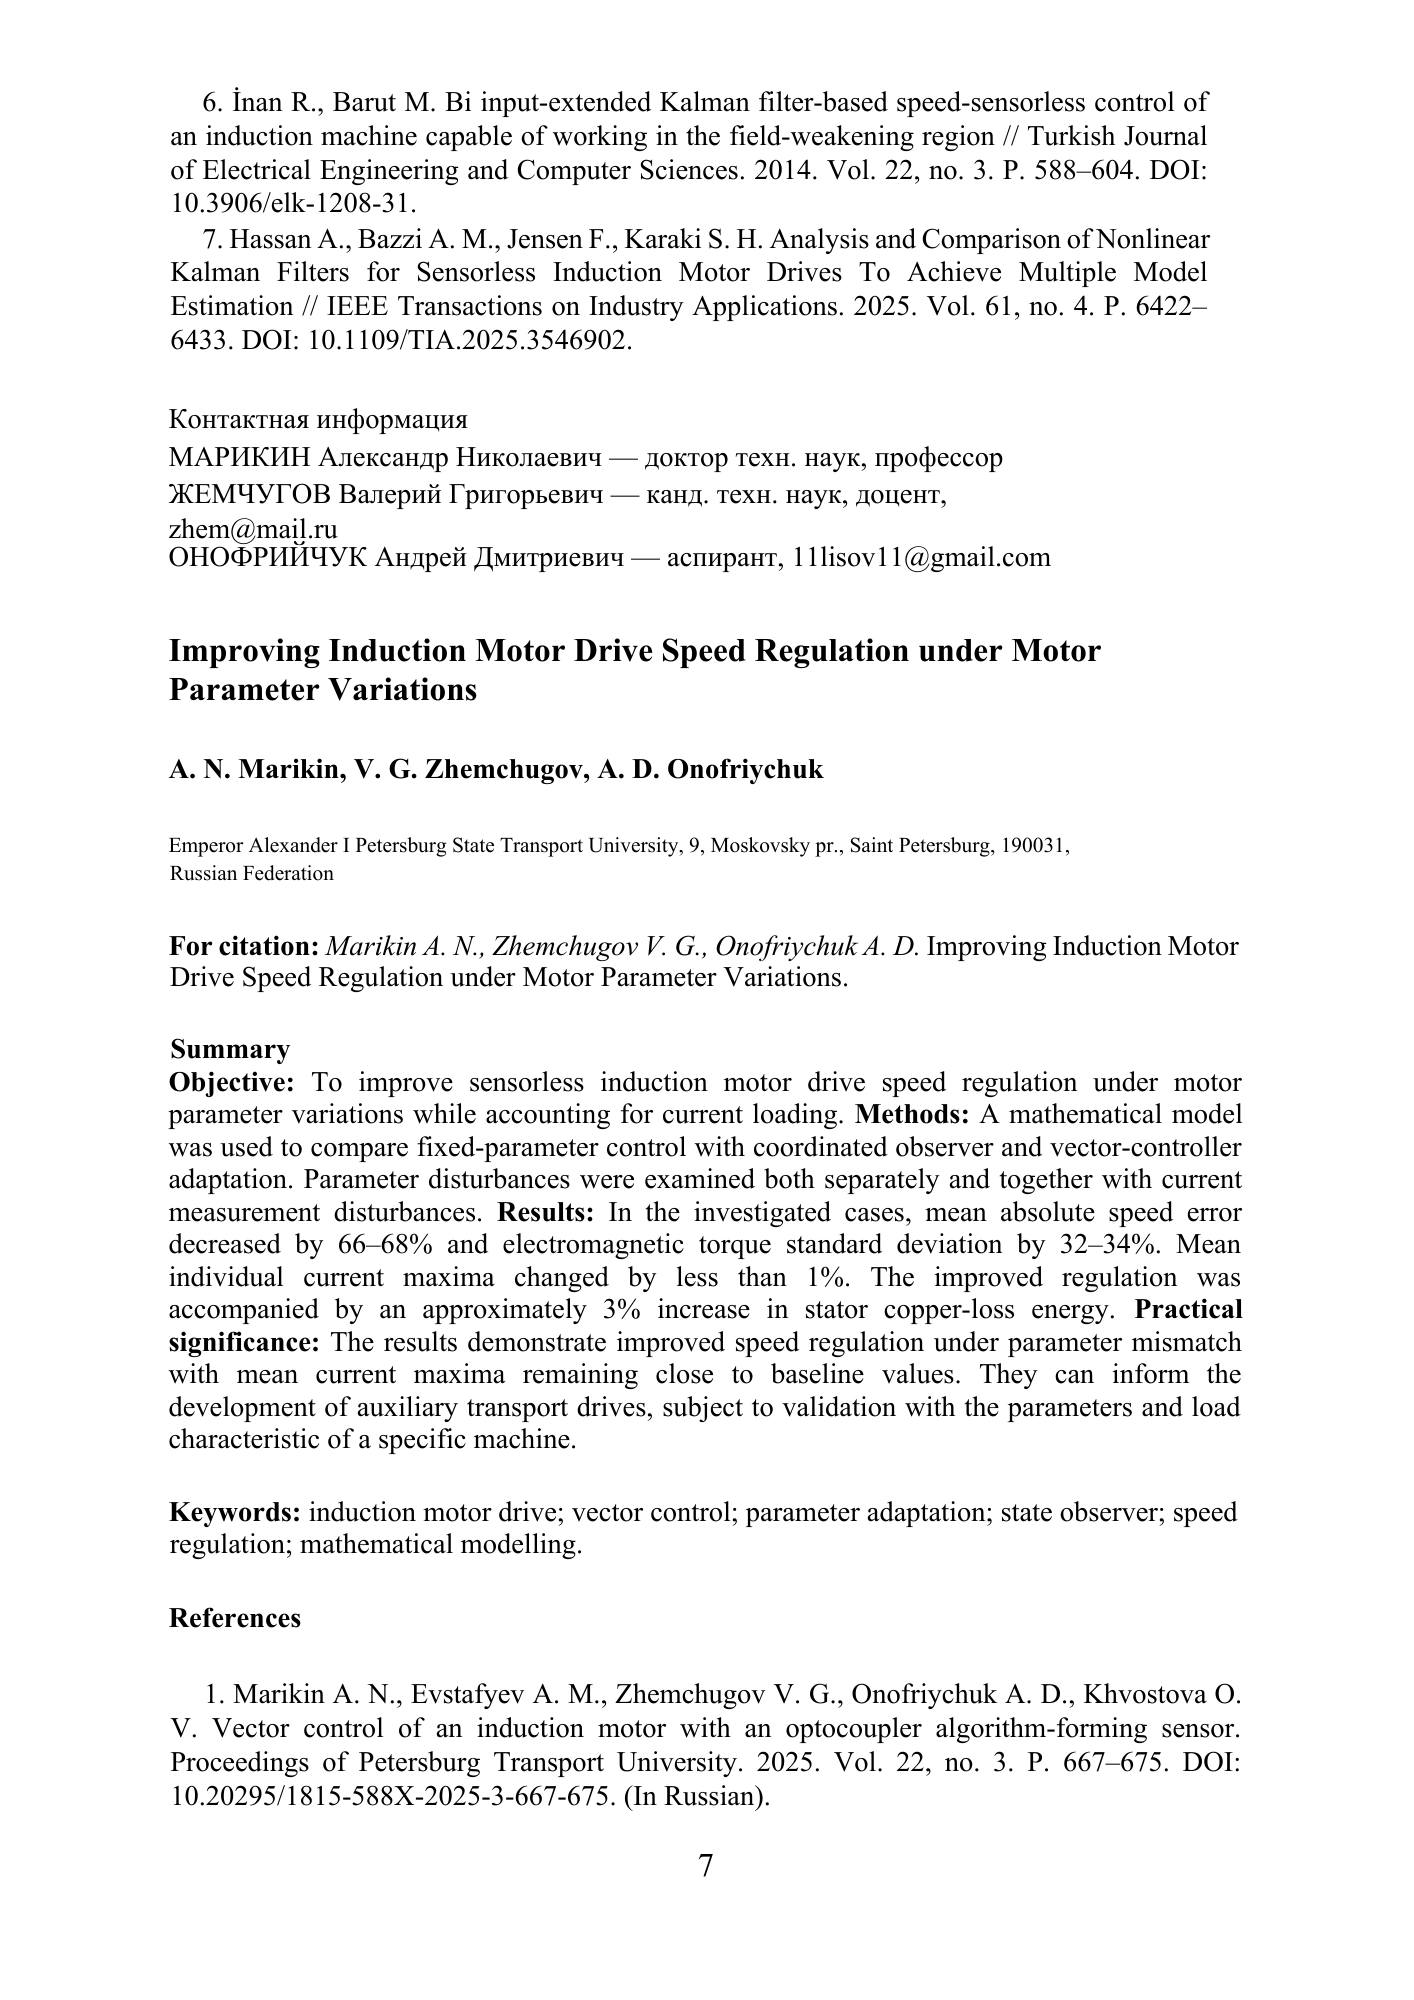 6. İnan R., Barut M. Bi input-extended Kalman filter-based speed-sensorless control of
an induction machine capable of working in the field-weakening region // Turkish Journal
of Electrical Engineering and Computer Sciences. 2014. Vol. 22, no. 3. P. 588–604. DOI:
10.3906/elk-1208-31.
7. Hassan A., Bazzi A. M., Jensen F., Karaki S. H. Analysis and Comparison of Nonlinear
Kalman Filters for Sensorless Induction Motor Drives To Achieve Multiple Model
Estimation // IEEE Transactions on Industry Applications. 2025. Vol. 61, no. 4. P. 6422–
6433. DOI: 10.1109/TIA.2025.3546902.
Контактная информация
МАРИКИН Александр Николаевич — доктор техн. наук, профессор
ЖЕМЧУГОВ Валерий Григорьевич — канд. техн. наук, доцент,
zhem@mail.ru
ОНОФРИЙЧУК Андрей Дмитриевич — аспирант, 11lisov11@gmail.com
Improving Induction Motor Drive Speed Regulation under Motor
Parameter Variations
A. N. Marikin, V. G. Zhemchugov, A. D. Onofriychuk
Emperor Alexander I Petersburg State Transport University, 9, Moskovsky pr., Saint Petersburg, 190031,
Russian Federation
For citation: Marikin A. N., Zhemchugov V. G., Onofriychuk A. D. Improving Induction Motor
Drive Speed Regulation under Motor Parameter Variations.
Summary
Objective: To improve sensorless induction motor drive speed regulation under motor
parameter variations while accounting for current loading. Methods: A mathematical model
was used to compare fixed-parameter control with coordinated observer and vector-controller
adaptation. Parameter disturbances were examined both separately and together with current
measurement disturbances. Results: In the investigated cases, mean absolute speed error
decreased by 66–68% and electromagnetic torque standard deviation by 32–34%. Mean
individual current maxima changed by less than 1%. The improved regulation was
accompanied by an approximately 3% increase in stator copper-loss energy. Practical
significance: The results demonstrate improved speed regulation under parameter mismatch
with mean current maxima remaining close to baseline values. They can inform the
development of auxiliary transport drives, subject to validation with the parameters and load
characteristic of a specific machine.
Keywords: induction motor drive; vector control; parameter adaptation; state observer; speed
regulation; mathematical modelling.
References
1. Marikin A. N., Evstafyev A. M., Zhemchugov V. G., Onofriychuk A. D., Khvostova O.
V. Vector control of an induction motor with an optocoupler algorithm-forming sensor.
Proceedings of Petersburg Transport University. 2025. Vol. 22, no. 3. P. 667–675. DOI:
10.20295/1815-588X-2025-3-667-675. (In Russian).
7